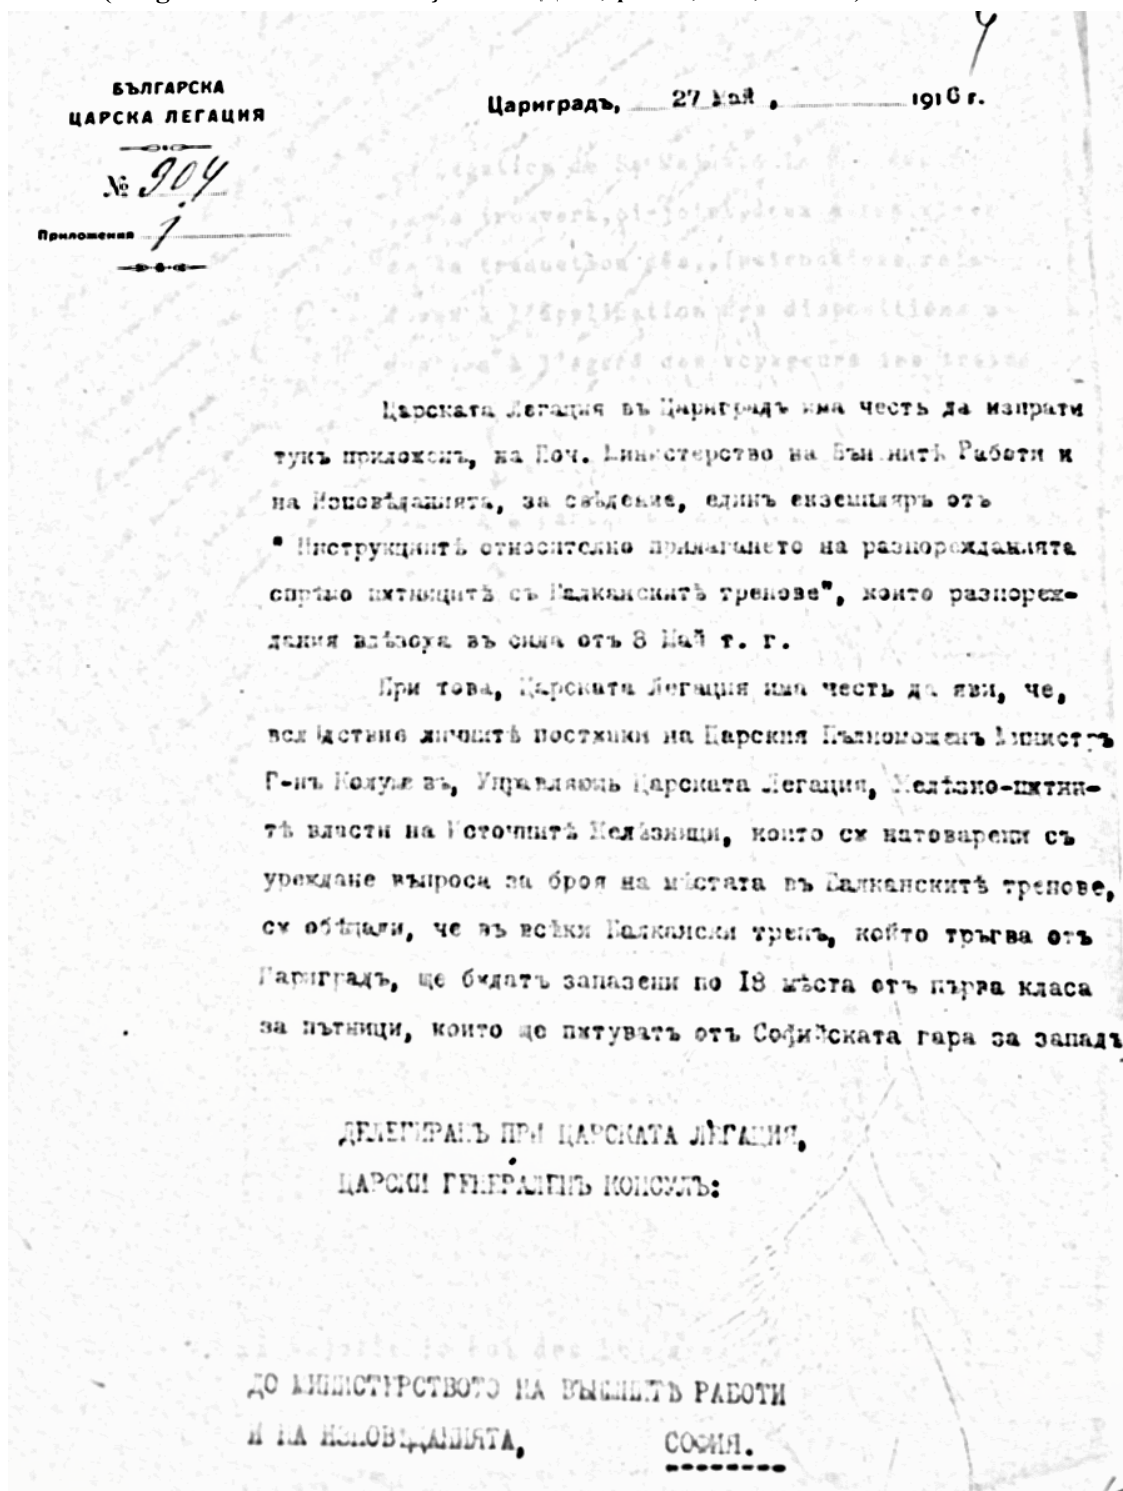 БЪЛГАРСКА
ЦАРСКА ЛЕГАЦИЯ
№ 904
Приложения 1
Цариградъ, 27 Май, 1916 г.
Царската Легация въ Цариградъ има честь да изпрати
тукъ приложенъ, на Поч. Министерство на Външнитѣ Работи и
на Изповѣданията, за сведение, единъ екземпляръ отъ
" Инструкциитѣ относително прилагането на разпорежданията
спрѣмо пѫтницитѣ съ Балканскитѣ тренове", които разпореж-
дания влѣзоха въ сила отъ 8 Май т. г.
При това, Царската Легация има честь да яви, че,
вслѣдствие личнитѣ постѫпки на Царския Пълномощенъ Министръ
Г-нъ Управляющъ Царската Легация, Желѣзно-пѫтни-
тѣ власти на Источнитѣ Желѣзници, които сѫ натоварени съ
уреждане въпроса за броя на мѣстата въ Балканскитѣ тренове,
сѫ обѣщали, че въ всѣки Балкански тренъ, който тръгва отъ
Цариградъ, ще бѫдатъ запазени по 18 мѣста отъ първа класа
за пътници, които ще пѫтуватъ отъ Софийската гара за западъ
ДЕЛЕГИРАНЪ ПРИ ЦАРСКАТА ЛЕГАЦИЯ,
ЦАРСКИ ГЕНЕРАЛЕНЪ КОНСУЛЪ:
ДО МИНИСТЕРСТВОТО НА ВЪНШНИТѢ РАБОТИ
И НА ИЗПОВѢДАНИЯТА, СОФИЯ.